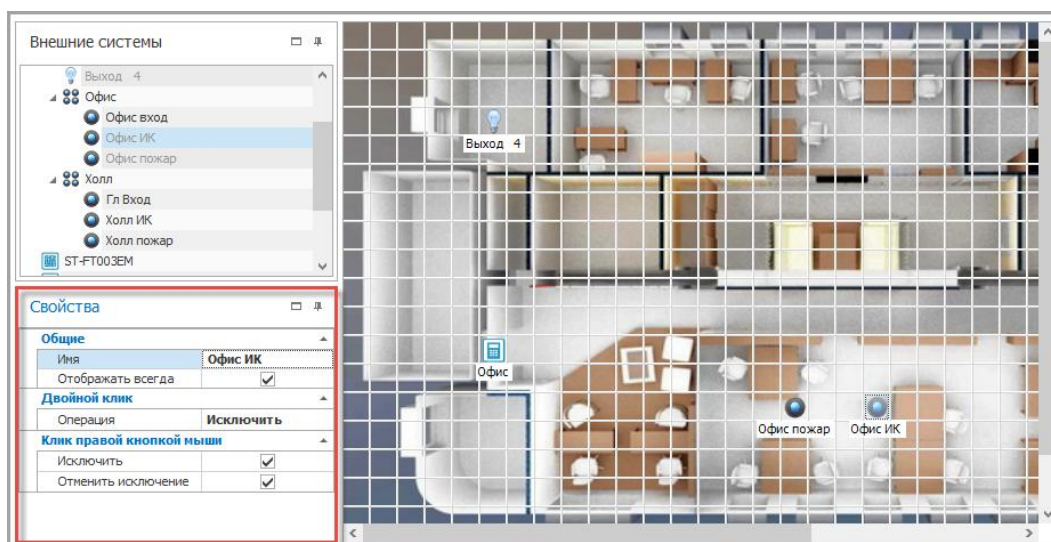 Внешние системы
Выход 4
Офис
Офис вход
Офис ИК
Офис пожар
Холл
Гл Вход
Холл ИК
Холл пожар
ST-FT003EM
Свойства
Общие
Имя Офис ИК
Отображать всегда
Двойной клик
Операция Исключить
Клик правой кнопкой мыши
Исключить
Отменить исключение
Выход 4
Офис
Офис пожар
Офис ИК